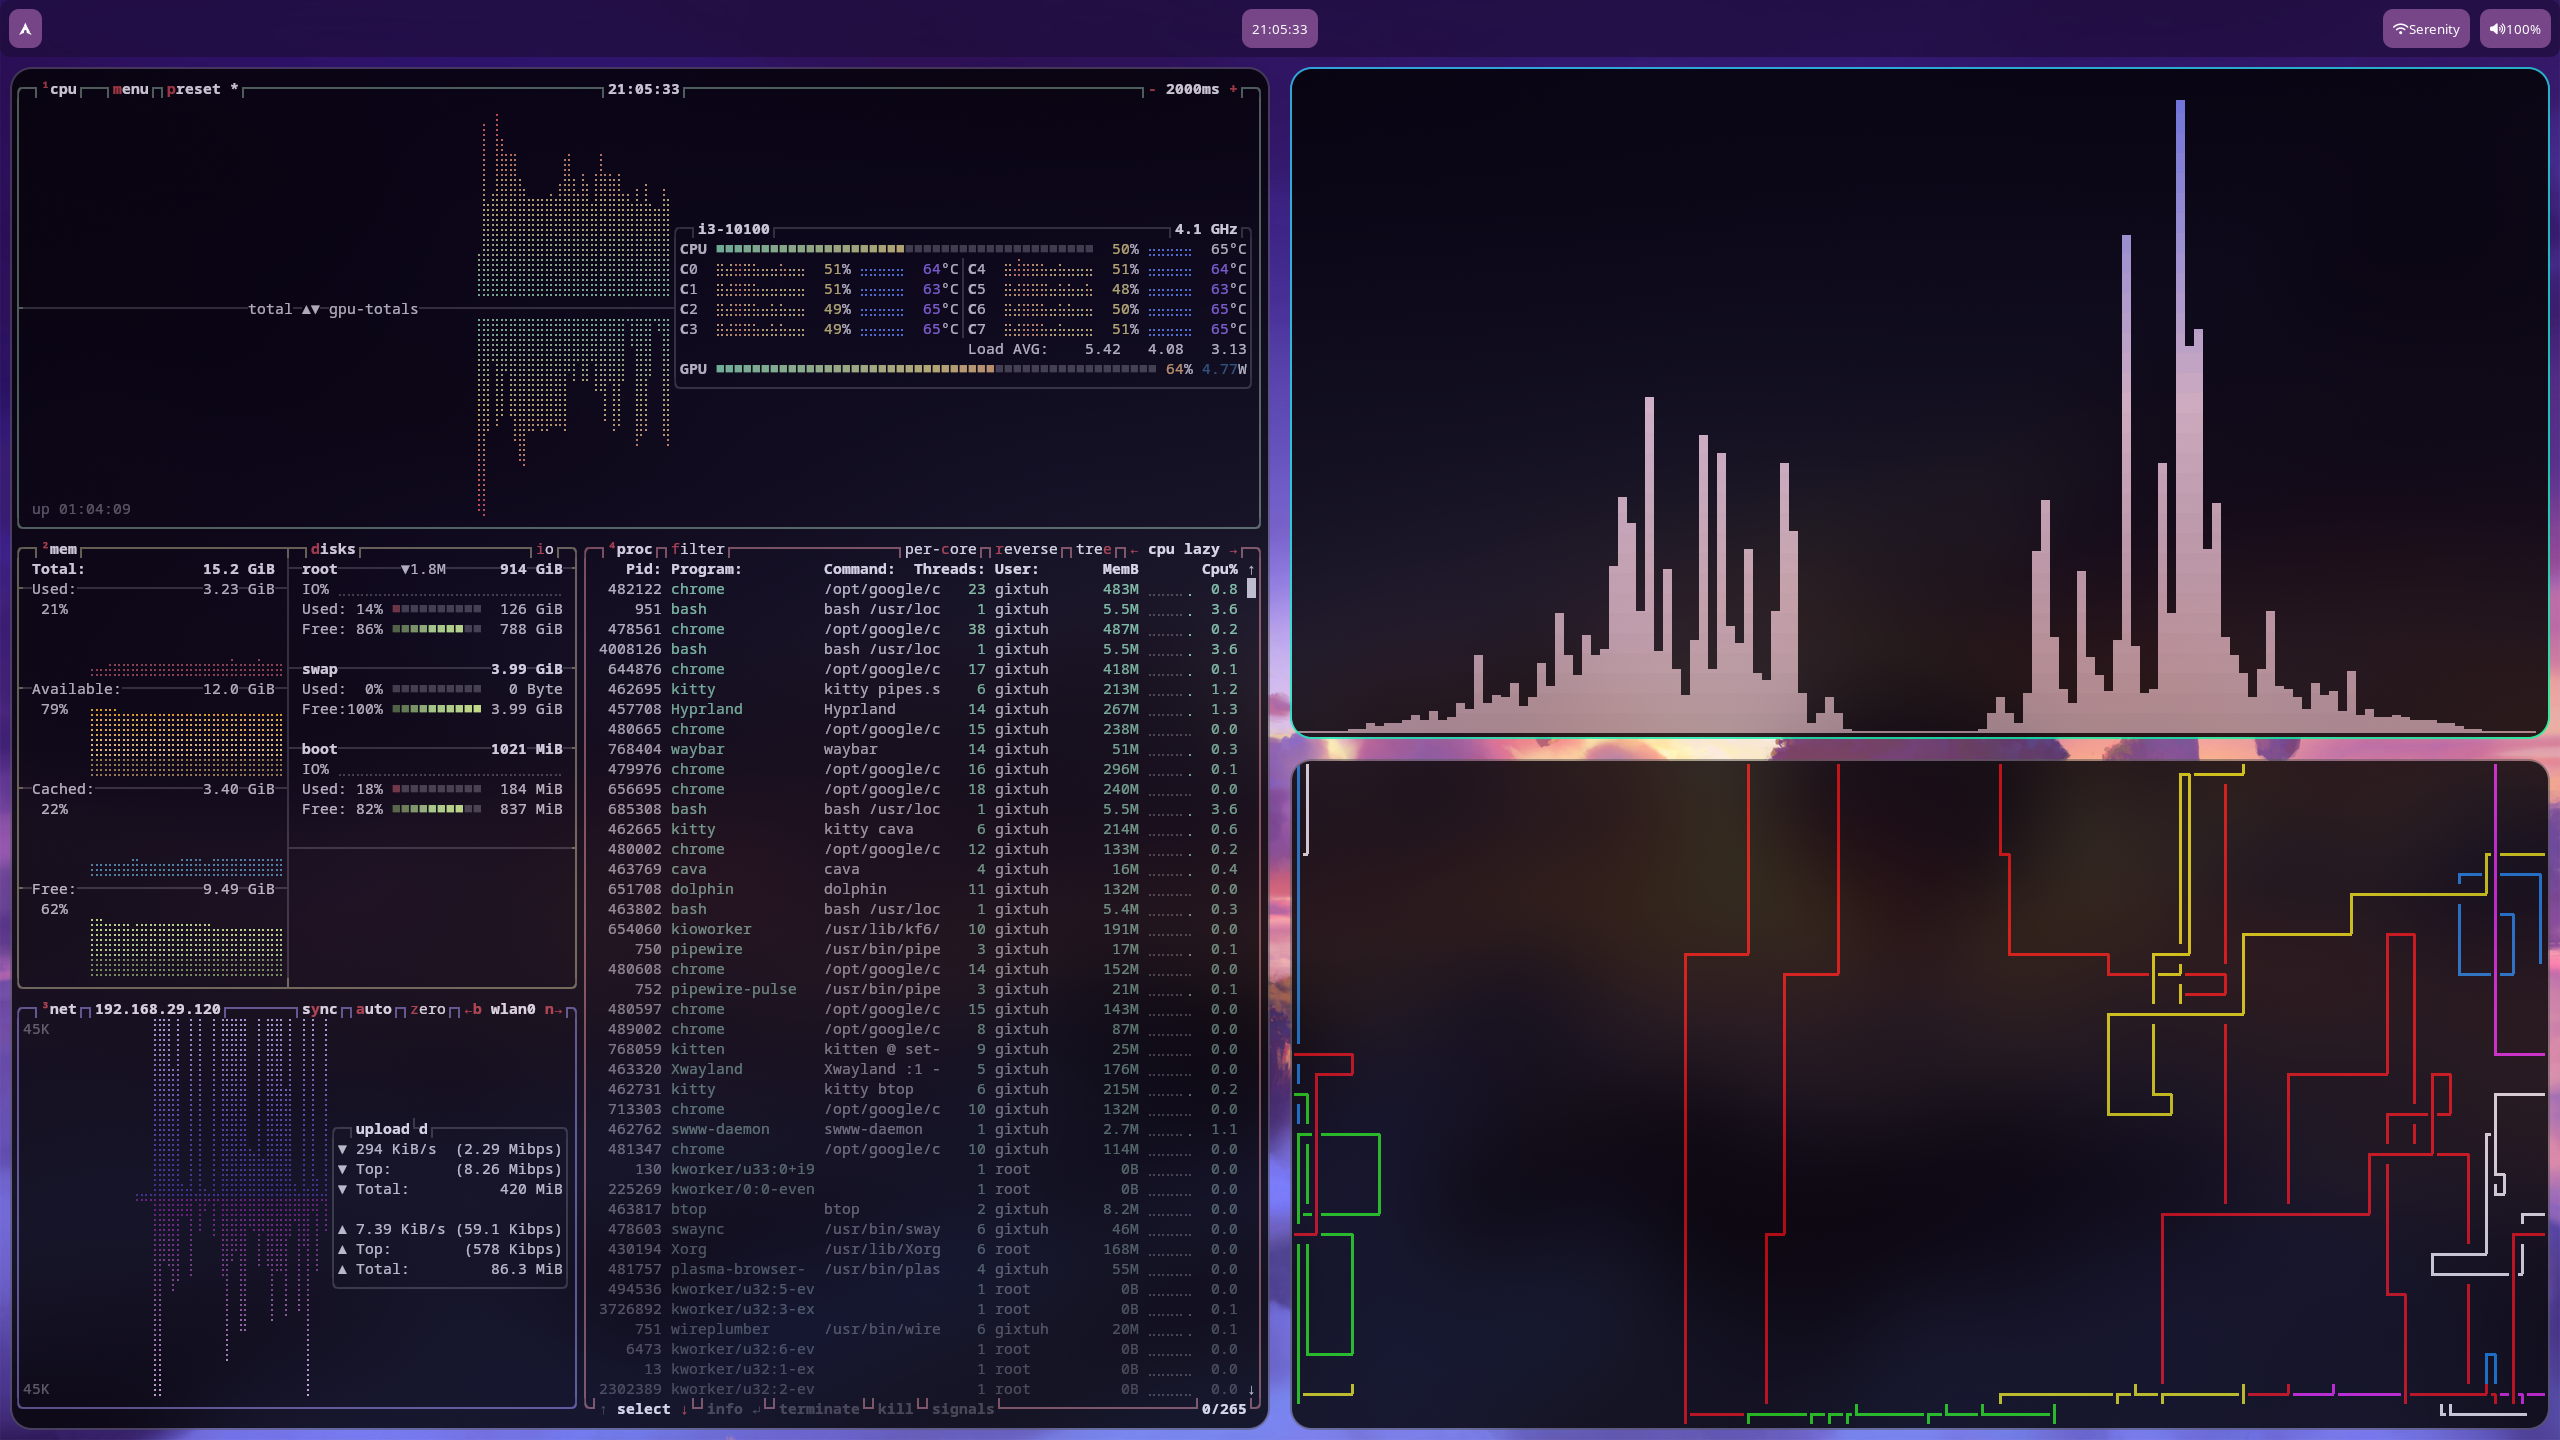 21:05:33
Serenity
100%
¹cpu menu preset * 21:05:33 - 2000ms +
i3-10100 4.1 GHz
CPU 50% 65°C
C0 51% 64°C C4 51% 64°C
C1 51% 63°C C5 48% 63°C
total ▲▼ gpu-totals
C2 49% 65°C C6 50% 65°C
C3 49% 65°C C7 51% 65°C
Load AVG: 5.42 4.08 3.13
GPU 64% 4.77W
up 01:04:09
²mem disks io
Total: 15.2 GiB
Used: 3.23 GiB
21%
Available: 12.0 GiB
79%
Cached: 3.40 GiB
22%
Free: 9.49 GiB
62%
root ▼1.8M 914 GiB
IO%
Used: 14% 126 GiB
Free: 86% 788 GiB
swap 3.99 GiB
Used: 0% 0 Byte
Free:100% 3.99 GiB
boot 1021 MiB
IO%
Used: 18% 184 MiB
Free: 82% 837 MiB
³net 192.168.29.120 sync auto zero ←b wlan0 n→
45K
upload d
▼ 294 KiB/s (2.29 Mibps)
▼ Top: (8.26 Mibps)
▼ Total: 420 MiB
▲ 7.39 KiB/s (59.1 Kibps)
▲ Top: (578 Kibps)
▲ Total: 86.3 MiB
45K
⁴proc filter per-core reverse tree ← cpu lazy →
Pid: Program: Command: Threads: User: MemB Cpu% ↑
482122 chrome /opt/google/c 23 gixtuh 483M 0.8
951 bash bash /usr/loc 1 gixtuh 5.5M 3.6
478561 chrome /opt/google/c 38 gixtuh 487M 0.2
4008126 bash bash /usr/loc 1 gixtuh 5.5M 3.6
644876 chrome /opt/google/c 17 gixtuh 418M 0.1
462695 kitty kitty pipes.s 6 gixtuh 213M 1.2
457708 Hyprland Hyprland 14 gixtuh 267M 1.3
480665 chrome /opt/google/c 15 gixtuh 238M 0.0
768404 waybar waybar 14 gixtuh 51M 0.3
479976 chrome /opt/google/c 16 gixtuh 296M 0.1
656695 chrome /opt/google/c 18 gixtuh 240M 0.0
685308 bash bash /usr/loc 1 gixtuh 5.5M 3.6
462665 kitty kitty cava 6 gixtuh 214M 0.6
480002 chrome /opt/google/c 12 gixtuh 133M 0.2
463769 cava cava 4 gixtuh 16M 0.4
651708 dolphin dolphin 11 gixtuh 132M 0.0
463802 bash bash /usr/loc 1 gixtuh 5.4M 0.3
654060 kioworker /usr/lib/kf6/ 10 gixtuh 191M 0.0
750 pipewire /usr/bin/pipe 3 gixtuh 17M 0.1
480608 chrome /opt/google/c 14 gixtuh 152M 0.0
752 pipewire-pulse /usr/bin/pipe 3 gixtuh 21M 0.1
480597 chrome /opt/google/c 15 gixtuh 143M 0.0
489002 chrome /opt/google/c 8 gixtuh 87M 0.0
768059 kitten kitten @ set- 9 gixtuh 25M 0.0
463320 Xwayland Xwayland :1 - 5 gixtuh 176M 0.0
462731 kitty kitty btop 6 gixtuh 215M 0.2
713303 chrome /opt/google/c 10 gixtuh 132M 0.0
462762 swww-daemon swww-daemon 1 gixtuh 2.7M 1.1
481347 chrome /opt/google/c 10 gixtuh 114M 0.0
130 kworker/u33:0+i9 1 root 0B 0.0
225269 kworker/0:0-even 1 root 0B 0.0
463817 btop btop 2 gixtuh 8.2M 0.0
478603 swaync /usr/bin/sway 6 gixtuh 46M 0.0
430194 Xorg /usr/lib/Xorg 6 root 168M 0.0
481757 plasma-browser- /usr/bin/plas 4 gixtuh 55M 0.0
494536 kworker/u32:5-ev 1 root 0B 0.0
3726892 kworker/u32:3-ex 1 root 0B 0.1
751 wireplumber /usr/bin/wire 6 gixtuh 20M 0.1
6473 kworker/u32:6-ev 1 root 0B 0.0
13 kworker/u32:1-ex 1 root 0B 0.0
2302389 kworker/u32:2-ev 1 root 0B 0.0 ↓
↑ select ↓ info ↲ terminate kill signals 0/265